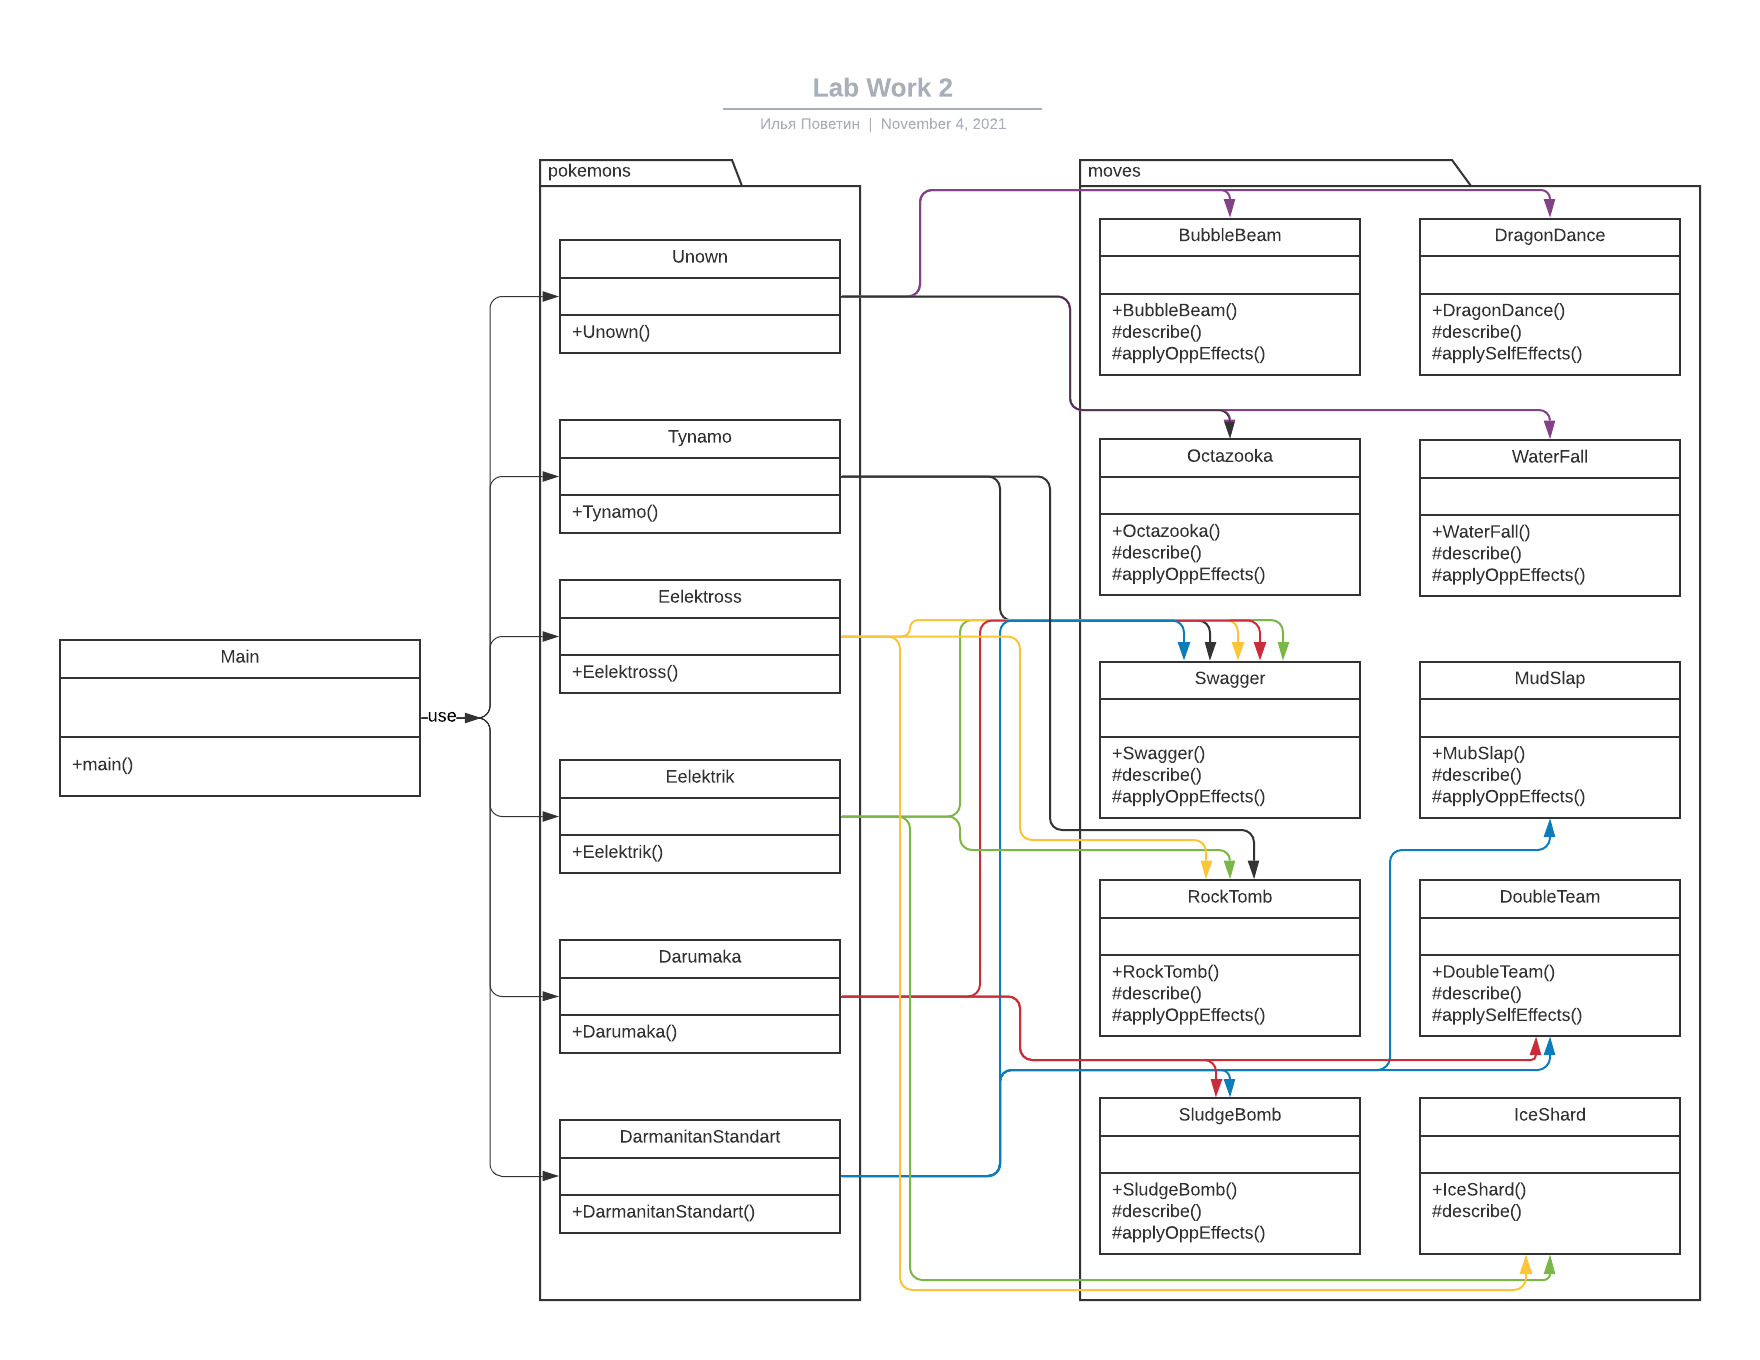 Lab Work 2
Илья Поветин | November 4, 2021
pokemons
moves
Unown
+Unown()
Tynamo
+Tynamo()
Eelektross
+Eelektross()
Main
+main()
use
Eelektrik
+Eelektrik()
Darumaka
+Darumaka()
DarmanitanStandart
+DarmanitanStandart()
BubbleBeam
+BubbleBeam()
#describe()
#applyOppEffects()
DragonDance
+DragonDance()
#describe()
#applySelfEffects()
Octazooka
+Octazooka()
#describe()
#applyOppEffects()
WaterFall
+WaterFall()
#describe()
#applyOppEffects()
Swagger
+Swagger()
#describe()
#applyOppEffects()
MudSlap
+MubSlap()
#describe()
#applyOppEffects()
RockTomb
+RockTomb()
#describe()
#applyOppEffects()
DoubleTeam
+DoubleTeam()
#describe()
#applySelfEffects()
SludgeBomb
+SludgeBomb()
#describe()
#applyOppEffects()
IceShard
+IceShard()
#describe()